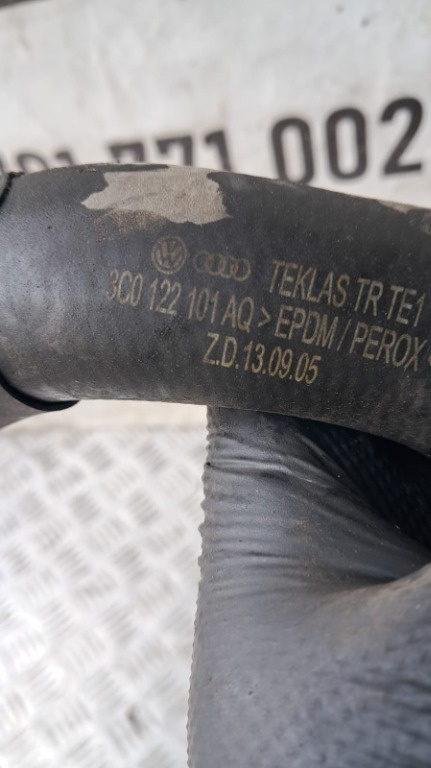 771 002
TEKLAS TR TE1
3C0 122 101 AQ > EPDM / PEROX
Z.D.13.09.05